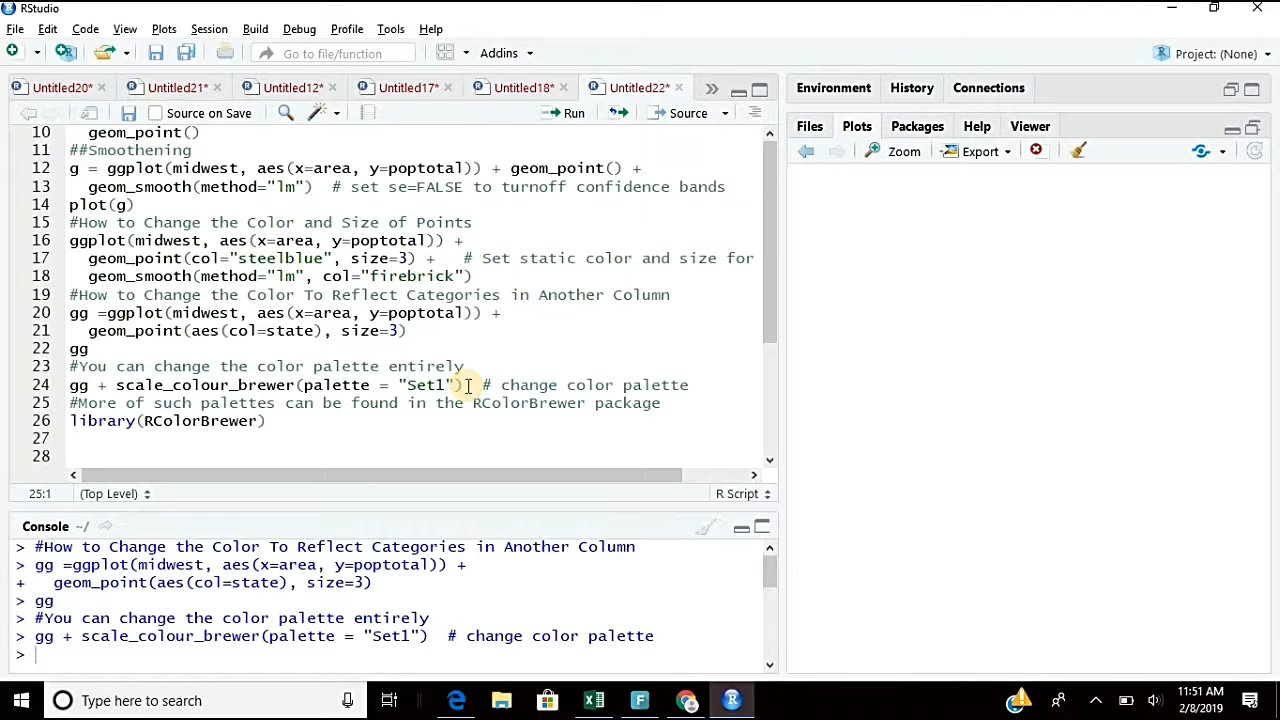 RStudio
File Edit Code View Plots Session Build Debug Profile Tools Help
Go to file/function Addins Project: (None)
Untitled20* Untitled21* Untitled12* Untitled17* Untitled18* Untitled22*
Source on Save Run Source
10 geom_point()
11 ##Smoothening
12 g = ggplot(midwest, aes(x=area, y=poptotal)) + geom_point() +
13 geom_smooth(method="lm") # set se=FALSE to turnoff confidence bands
14 plot(g)
15 #How to Change the Color and Size of Points
16 ggplot(midwest, aes(x=area, y=poptotal)) +
17 geom_point(col="steelblue", size=3) + # Set static color and size for
18 geom_smooth(method="lm", col="firebrick")
19 #How to Change the Color To Reflect Categories in Another Column
20 gg =ggplot(midwest, aes(x=area, y=poptotal)) +
21 geom_point(aes(col=state), size=3)
22 gg
23 #You can change the color palette entirely
24 gg + scale_colour_brewer(palette = "Set1") # change color palette
25 #More of such palettes can be found in the RColorBrewer package
26 library(RColorBrewer)
27
28
25:1 (Top Level) R Script
Console ~/
> #How to Change the Color To Reflect Categories in Another Column
> gg =ggplot(midwest, aes(x=area, y=poptotal)) +
+ geom_point(aes(col=state), size=3)
> gg
> #You can change the color palette entirely
> gg + scale_colour_brewer(palette = "Set1") # change color palette
>
Environment History Connections
Files Plots Packages Help Viewer
Zoom Export
Type here to search
11:51 AM
2/8/2019